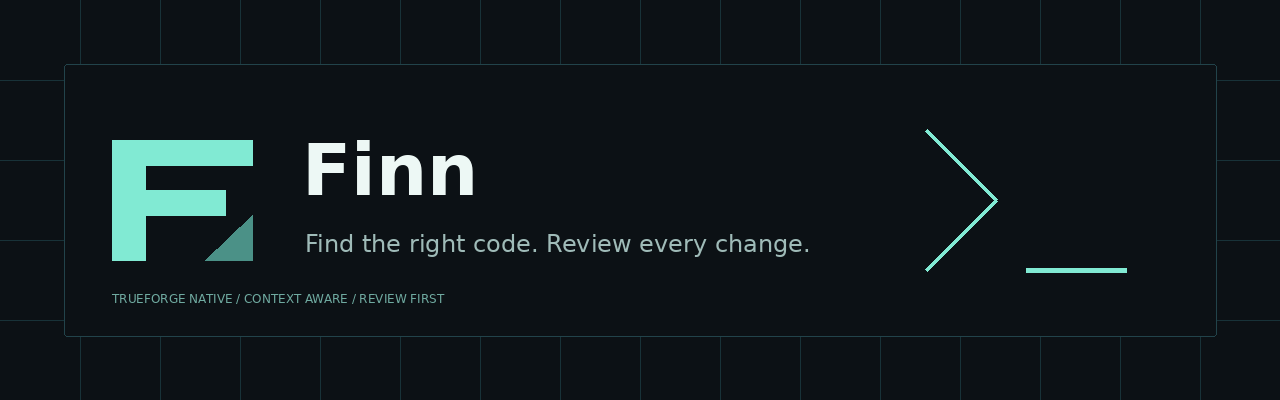 Finn
Find the right code. Review every change.
TRUEFORGE NATIVE / CONTEXT AWARE / REVIEW FIRST